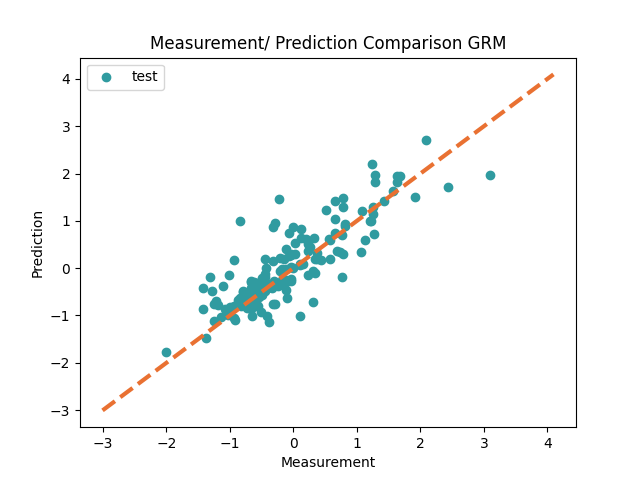 Measurement/ Prediction Comparison GRM
test
Prediction
4
3
2
1
0
−1
−2
−3
−3 −2 −1 0 1 2 3 4
Measurement